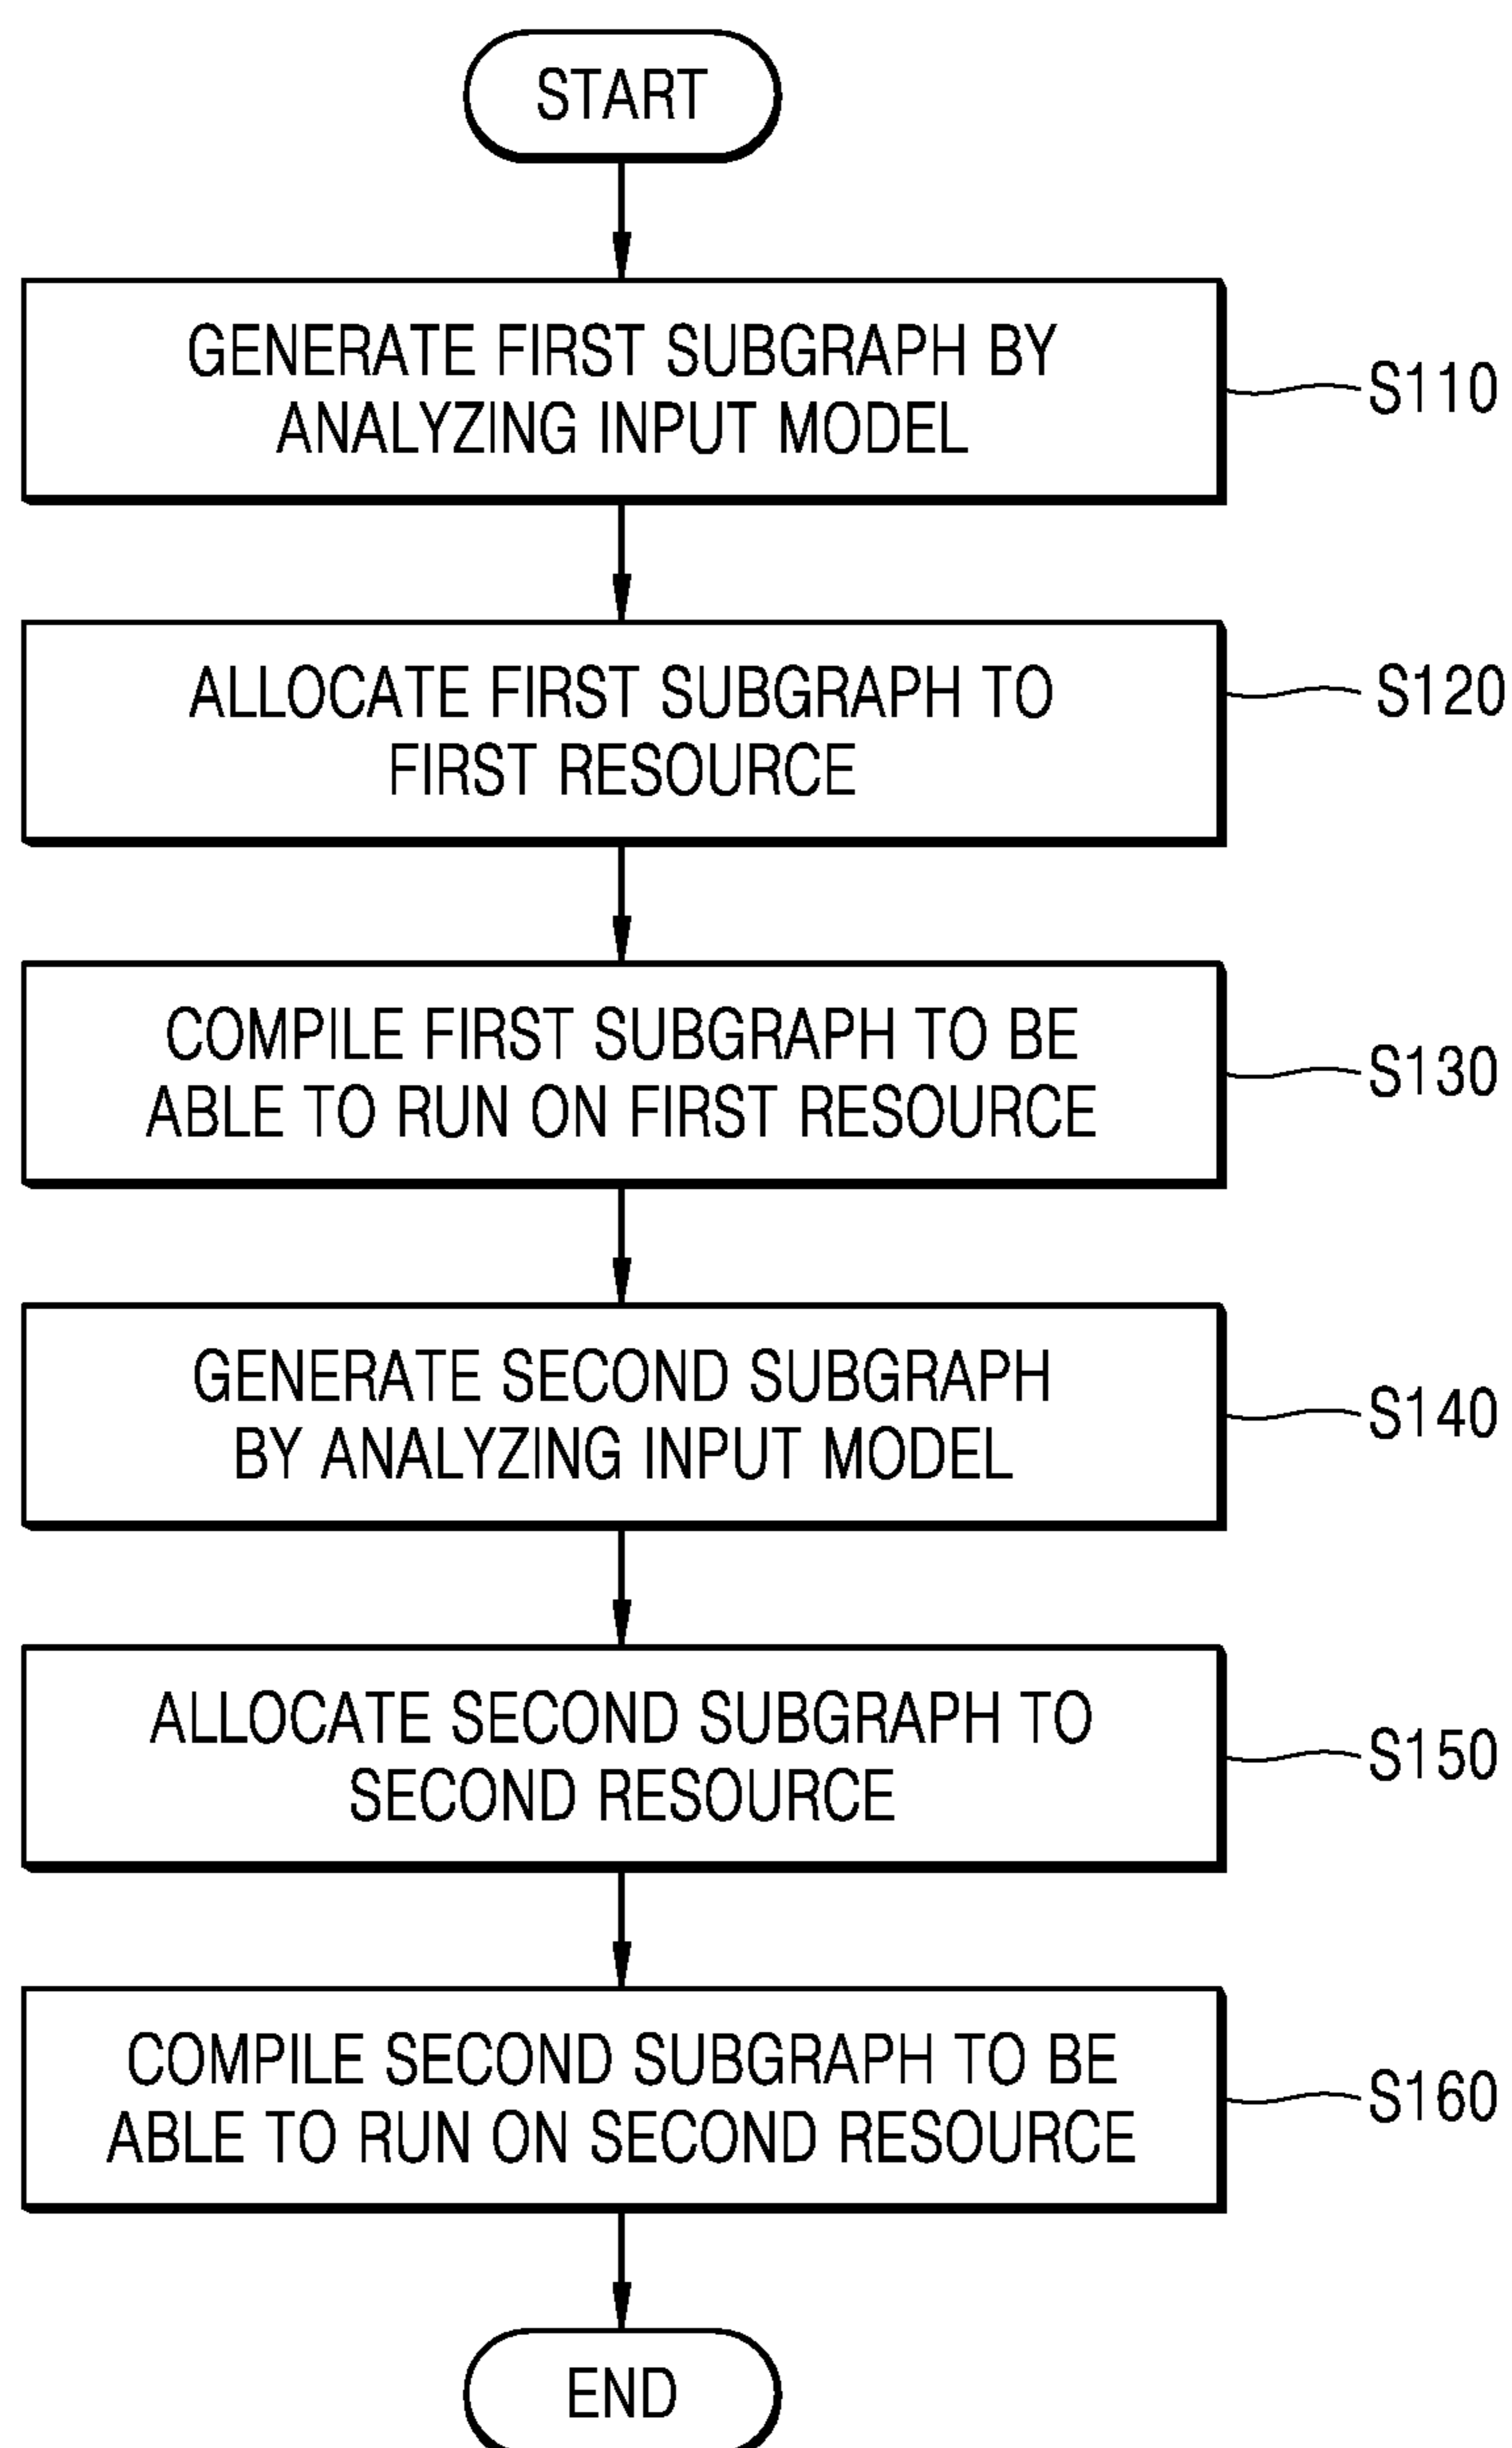 START
GENERATE FIRST SUBGRAPH BY
ANALYZING INPUT MODEL
S110
ALLOCATE FIRST SUBGRAPH TO
FIRST RESOURCE
S120
COMPILE FIRST SUBGRAPH TO BE
ABLE TO RUN ON FIRST RESOURCE
S130
GENERATE SECOND SUBGRAPH
BY ANALYZING INPUT MODEL
S140
ALLOCATE SECOND SUBGRAPH TO
SECOND RESOURCE
S150
COMPILE SECOND SUBGRAPH TO BE
ABLE TO RUN ON SECOND RESOURCE
S160
END